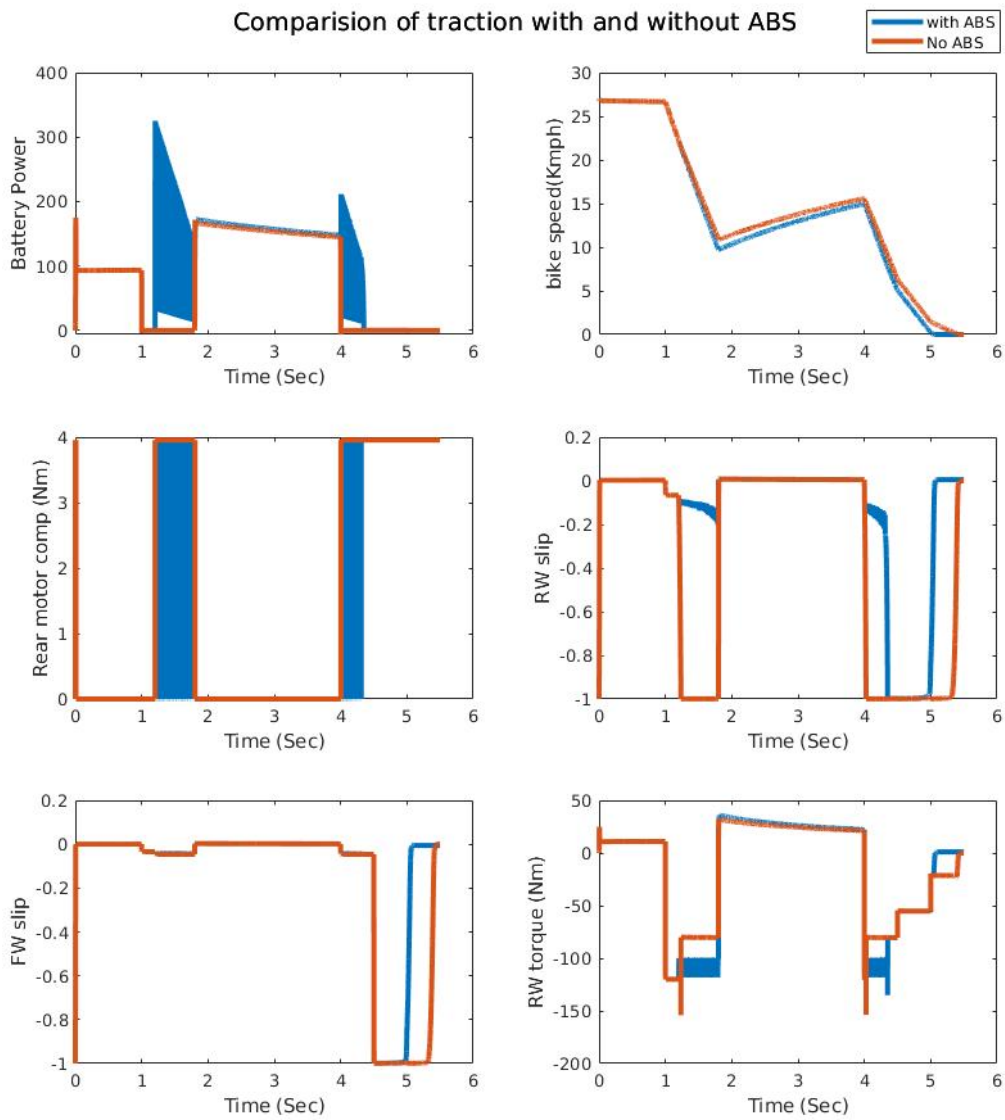 Comparision of traction with and without ABS
with ABS
No ABS
400
300
200
100
0
Battery Power
0 1 2 3 4 5 6
Time (Sec)
30
25
20
15
10
5
0
bike speed(Kmph)
0 1 2 3 4 5 6
Time (Sec)
4
3
2
1
0
Rear motor comp (Nm)
0 1 2 3 4 5 6
Time (Sec)
0.2
0
-0.2
-0.4
-0.6
-0.8
-1
RW slip
0 1 2 3 4 5 6
Time (Sec)
0.2
0
-0.2
-0.4
-0.6
-0.8
-1
FW slip
0 1 2 3 4 5 6
Time (Sec)
50
0
-50
-100
-150
-200
RW torque (Nm)
0 1 2 3 4 5 6
Time (Sec)